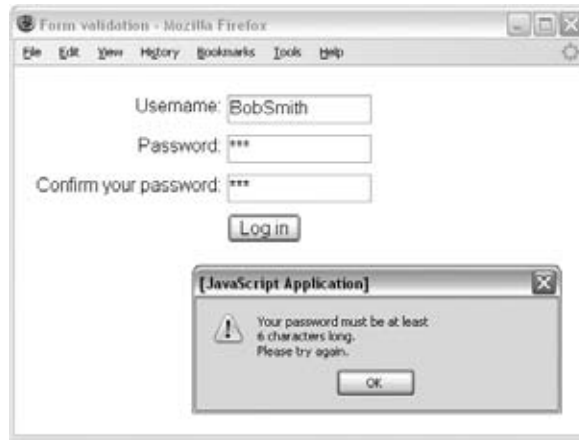 Form validation - Mozilla Firefox
File Edit View History Bookmarks Tools Help
Username: BobSmith
Password: ***
Confirm your password: ***
Log in
[JavaScript Application]
Your password must be at least
6 characters long.
Please try again.
OK